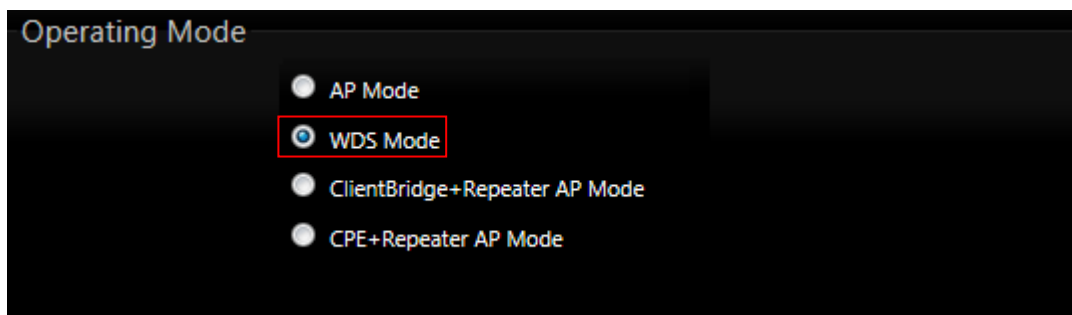 Operating Mode
AP Mode
WDS Mode
ClientBridge+Repeater AP Mode
CPE+Repeater AP Mode